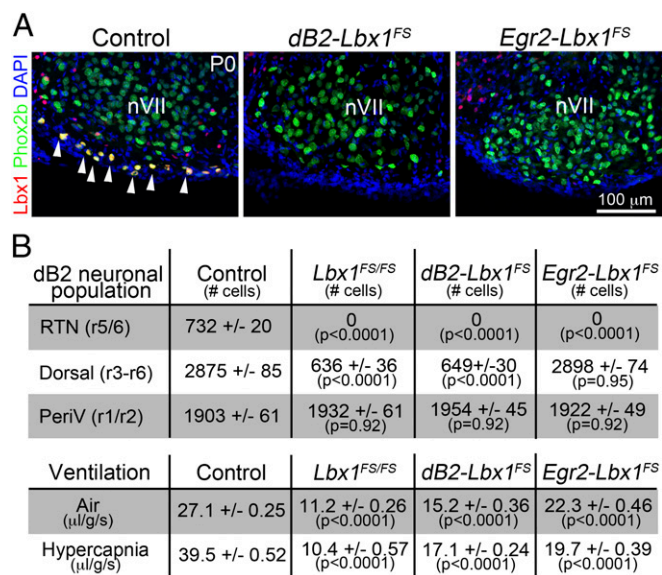 A
Control
dB2-Lbx1FS
Egr2-Lbx1FS
Lbx1 Phox2b DAPI
P0
nVII
nVII
nVII
100 µm
B
dB2 neuronal population
Control (# cells)
Lbx1FS/FS (# cells)
dB2-Lbx1FS (# cells)
Egr2-Lbx1FS (# cells)
RTN (r5/6)
732 +/- 20
0 (p<0.0001)
0 (p<0.0001)
0 (p<0.0001)
Dorsal (r3-r6)
2875 +/- 85
636 +/- 36 (p<0.0001)
649+/-30 (p<0.0001)
2898 +/- 74 (p=0.95)
PeriV (r1/r2)
1903 +/- 61
1932 +/- 61 (p=0.92)
1954 +/- 45 (p=0.92)
1922 +/- 49 (p=0.92)
Ventilation
Control
Lbx1FS/FS
dB2-Lbx1FS
Egr2-Lbx1FS
Air (µl/g/s)
27.1 +/- 0.25
11.2 +/- 0.26 (p<0.0001)
15.2 +/- 0.36 (p<0.0001)
22.3 +/- 0.46 (p<0.0001)
Hypercapnia (µl/g/s)
39.5 +/- 0.52
10.4 +/- 0.57 (p<0.0001)
17.1 +/- 0.24 (p<0.0001)
19.7 +/- 0.39 (p<0.0001)